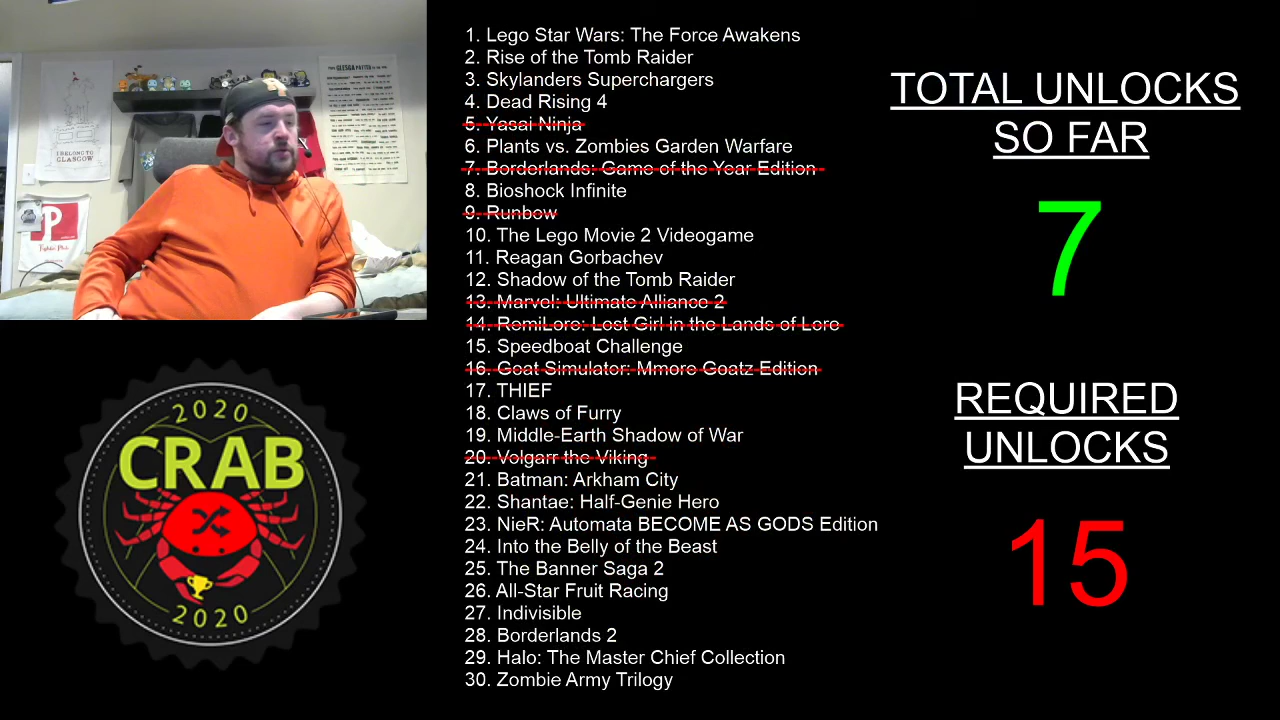 THE GLESGA PATTER
I BELONG TO
GLASGOW
P
1. Lego Star Wars: The Force Awakens
2. Rise of the Tomb Raider
3. Skylanders Superchargers
4. Dead Rising 4
5. Yasai Ninja
6. Plants vs. Zombies Garden Warfare
7. Borderlands: Game of the Year Edition
8. Bioshock Infinite
9. Runbow
10. The Lego Movie 2 Videogame
11. Reagan Gorbachev
12. Shadow of the Tomb Raider
13. Marvel: Ultimate Alliance 2
14. RemiLore: Lost Girl in the Lands of Lore
15. Speedboat Challenge
16. Goat Simulator: Mmore Goatz Edition
17. THIEF
18. Claws of Furry
19. Middle-Earth Shadow of War
20. Volgarr the Viking
21. Batman: Arkham City
22. Shantae: Half-Genie Hero
23. NieR: Automata BECOME AS GODS Edition
24. Into the Belly of the Beast
25. The Banner Saga 2
26. All-Star Fruit Racing
27. Indivisible
28. Borderlands 2
29. Halo: The Master Chief Collection
30. Zombie Army Trilogy
TOTAL UNLOCKS
SO FAR
7
REQUIRED
UNLOCKS
15
2020
CRAB
2020